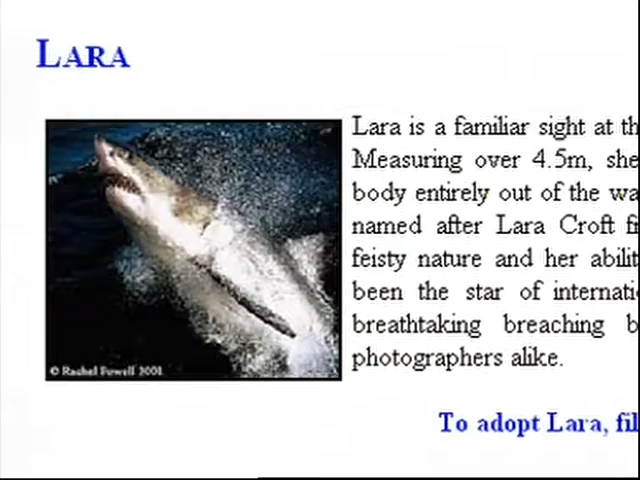 LARA
Lara is a familiar sight at th
Measuring over 4.5m, she
body entirely out of the wa
named after Lara Croft fr
feisty nature and her abilit
been the star of internati
breathtaking breaching b
photographers alike.
© Rachel Powell 2001
To adopt Lara, fil